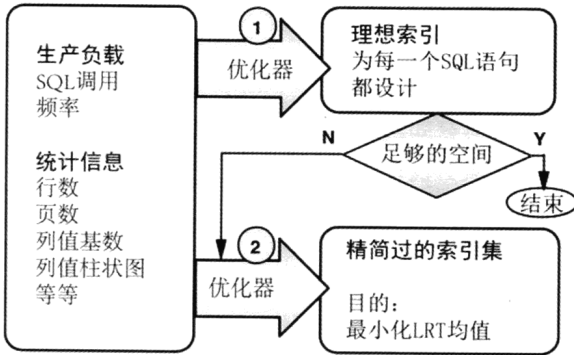 生产负载
SQL调用
频率
统计信息
行数
页数
列值基数
列值柱状图
等等
1
优化器
理想索引
为每一个SQL语句
都设计
N
足够的空间
Y
结束
2
优化器
精简过的索引集
目的：
最小化LRT均值